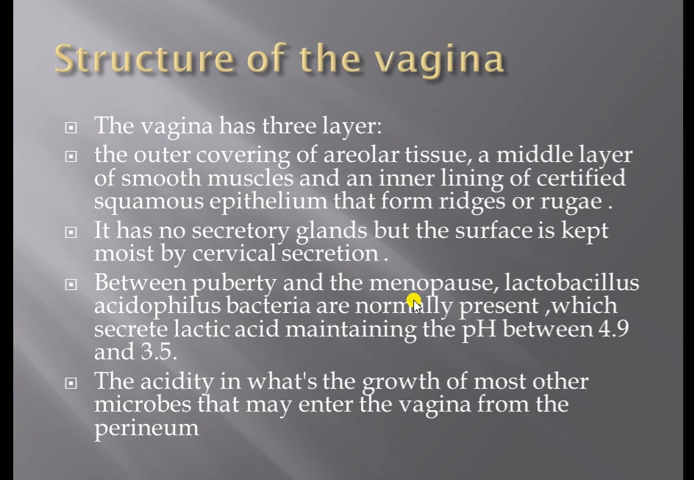 Structure of the vagina
The vagina has three layer:
the outer covering of areolar tissue, a middle layer
of smooth muscles and an inner lining of certified
squamous epithelium that form ridges or rugae .
It has no secretory glands but the surface is kept
moist by cervical secretion .
Between puberty and the menopause, lactobacillus
acidophilus bacteria are normally present ,which
secrete lactic acid maintaining the pH between 4.9
and 3.5.
The acidity in what's the growth of most other
microbes that may enter the vagina from the
perineum